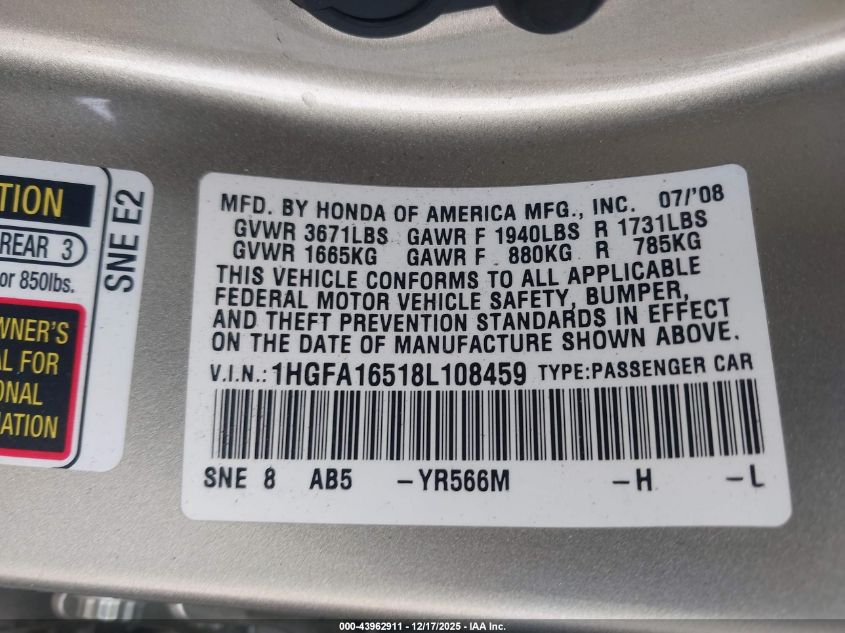 TION
REAR 3
or 850lbs.
WNER'S
AL FOR
ONAL
MATION
SNE E2
MFD. BY HONDA OF AMERICA MFG., INC. 07/'08
GVWR 3671LBS GAWR F 1940LBS R 1731LBS
GVWR 1665KG GAWR F 880KG R 785KG
THIS VEHICLE CONFORMS TO ALL APPLICABLE
FEDERAL MOTOR VEHICLE SAFETY, BUMPER,
AND THEFT PREVENTION STANDARDS IN EFFECT
ON THE DATE OF MANUFACTURE SHOWN ABOVE.
V.I.N.: 1HGFA16518L108459 TYPE:PASSENGER CAR
SNE 8 AB5 -YR566M -H -L
000-43962911 - 12/17/2025 - IAA Inc.